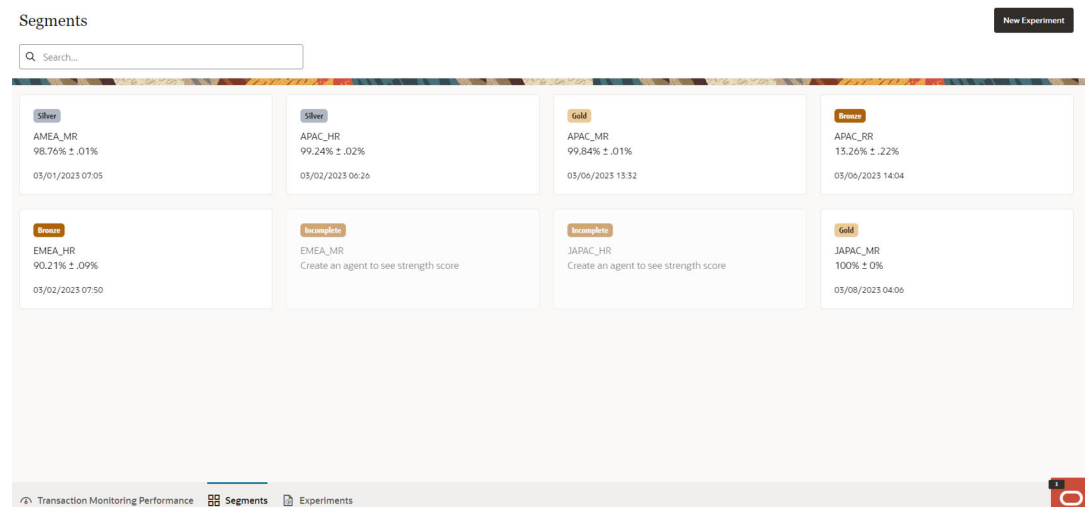 Segments
New Experiment
Search...
Silver
AMEA_MR
98.76% ± .01%
03/01/2023 07:05
Silver
APAC_HR
99.24% ± .02%
03/02/2023 06:26
Gold
APAC_MR
99.84% ± .01%
03/06/2023 13:32
Bronze
APAC_RR
13.26% ± .22%
03/06/2023 14:04
Bronze
EMEA_HR
90.21% ± .09%
03/02/2023 07:50
Incomplete
EMEA_MR
Create an agent to see strength score
Incomplete
JAPAC_HR
Create an agent to see strength score
Gold
JAPAC_MR
100% ± 0%
03/08/2023 04:06
Transaction Monitoring Performance
Segments
Experiments
1